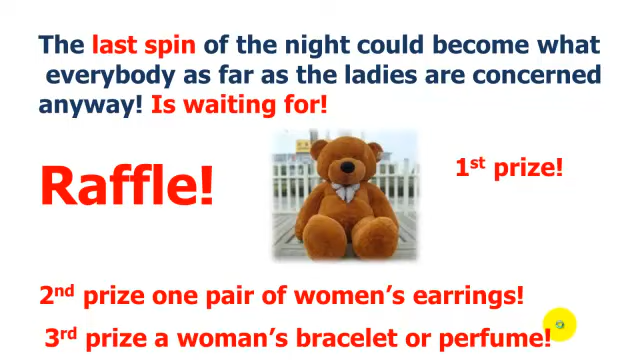 The last spin of the night could become what
everybody as far as the ladies are concerned
anyway! Is waiting for!
Raffle!
1st prize!
2nd prize one pair of women's earrings!
3rd prize a woman's bracelet or perfume!